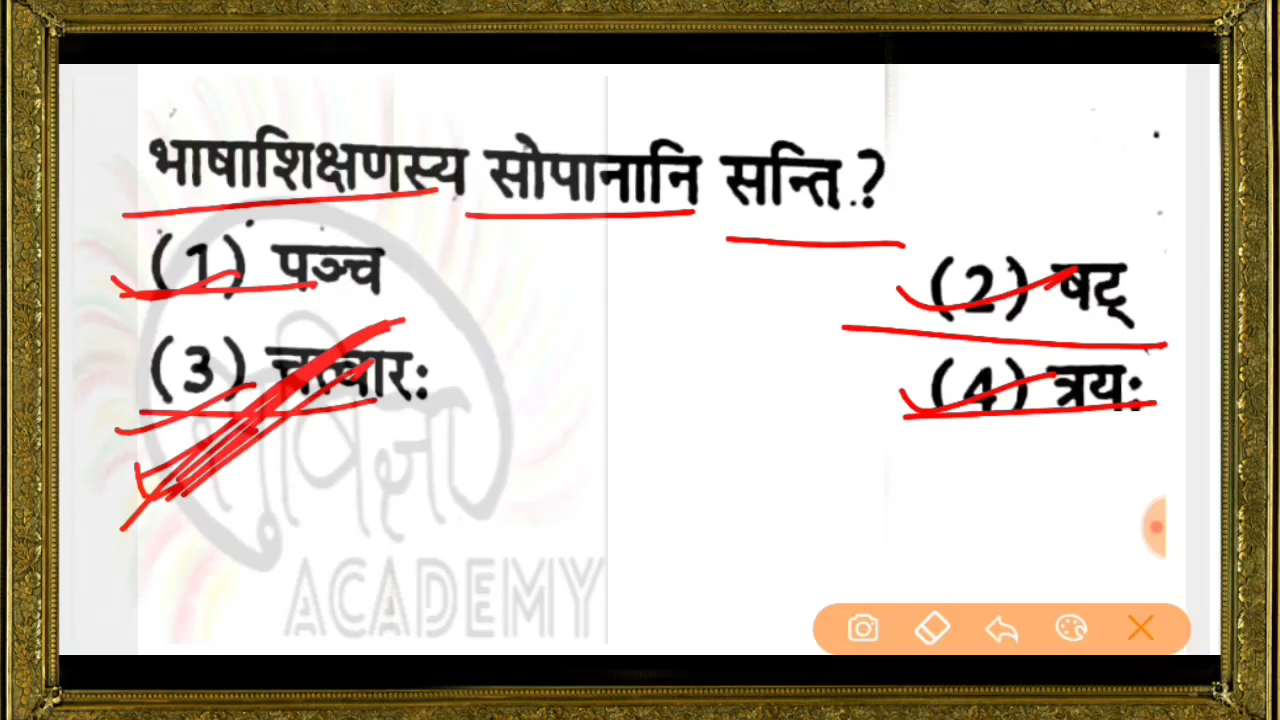 भाषाशिक्षणस्य सोपानानि सन्ति ?
(1) पञ्च
(2) षट्
(3) चत्वारः
(4) त्रयः
सुविज्ञा
ACADEMY